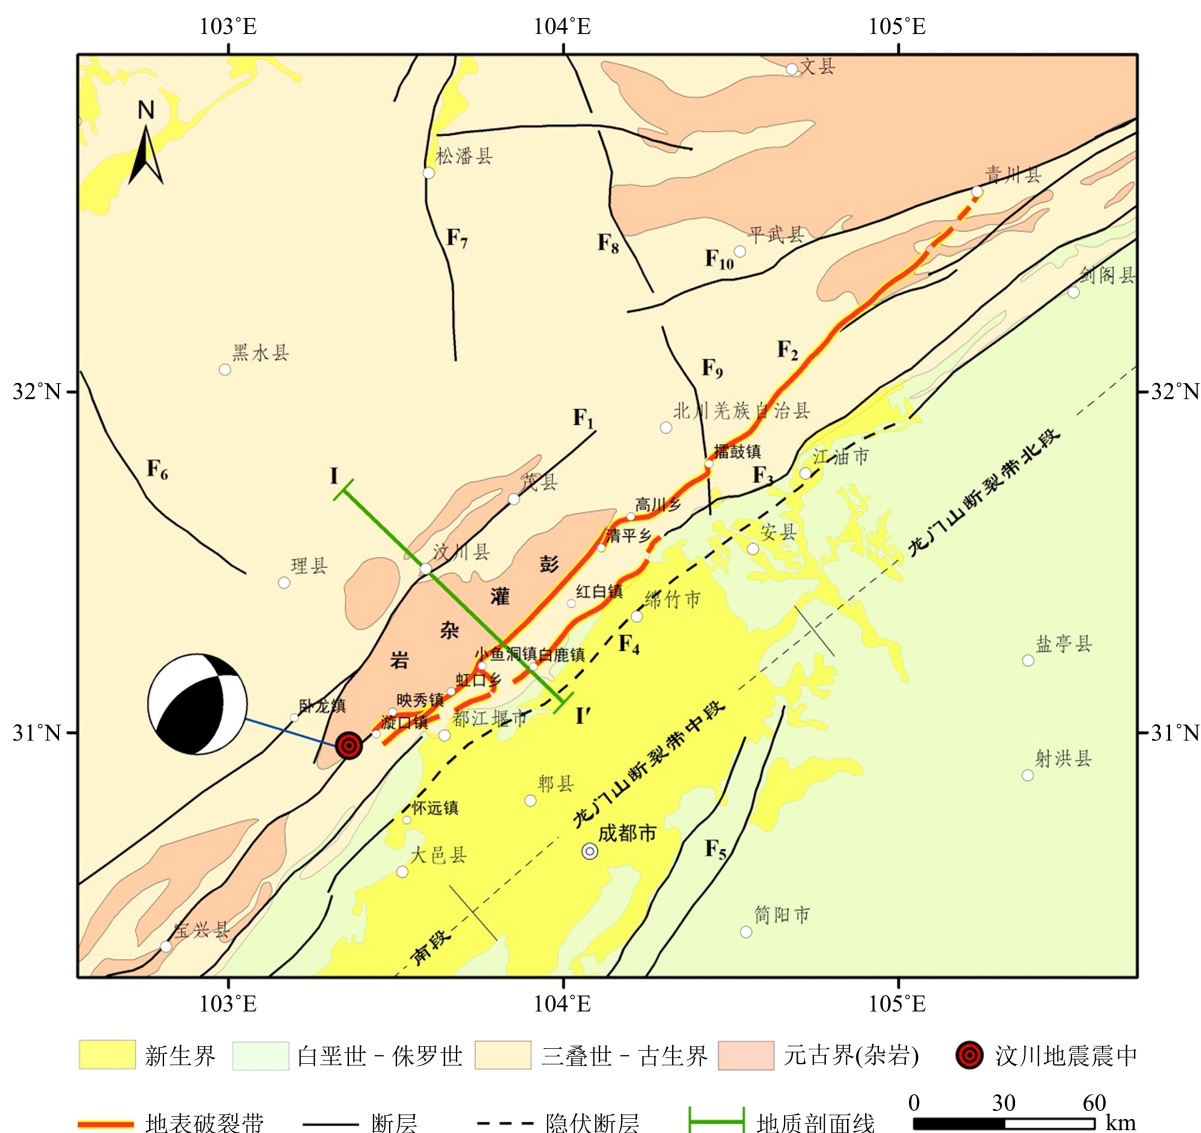 103°E 104°E 105°E
N
文县
松潘县
青川县
F7
F8
平武县
F10
剑阁县
黑水县
F2
32°N 32°N
F9
北川羌族自治县
F1
擂鼓镇
江油市
F6
I
F3
茂县
高川乡
龙门山断裂带北段
清平乡
安县
汶川县
理县
彭
灌
杂
岩
红白镇
绵竹市
F4
小鱼洞镇
白鹿镇
盐亭县
虹口乡
映秀镇
卧龙镇
漩口镇
都江堰市
I′
31°N 31°N
龙门山断裂带中段
射洪县
郫县
怀远镇
成都市
大邑县
F5
简阳市
宝兴县
南段
103°E 104°E 105°E
新生界 白垩世-侏罗世 三叠世-古生界 元古界(杂岩) 汶川地震震中
地表破裂带 断层 隐伏断层 地质剖面线 0 30 60 km